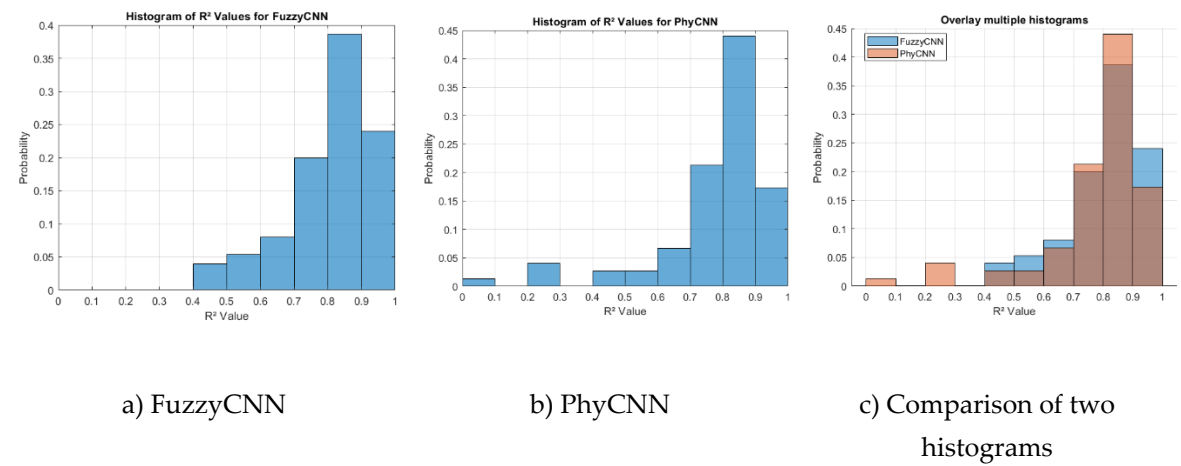 Histogram of R² Values for FuzzyCNN
0.4
0.35
0.3
0.25
0.2
0.15
0.1
0.05
0
Probability
0 0.1 0.2 0.3 0.4 0.5 0.6 0.7 0.8 0.9 1
R² Value
a) FuzzyCNN
Histogram of R² Values for PhyCNN
0.45
0.4
0.35
0.3
0.25
0.2
0.15
0.1
0.05
0
Probability
0 0.1 0.2 0.3 0.4 0.5 0.6 0.7 0.8 0.9 1
R² Value
b) PhyCNN
Overlay multiple histograms
FuzzyCNN
PhyCNN
0.45
0.4
0.35
0.3
0.25
0.2
0.15
0.1
0.05
0
Probability
0 0.1 0.2 0.3 0.4 0.5 0.6 0.7 0.8 0.9 1
R² Value
c) Comparison of two
histograms